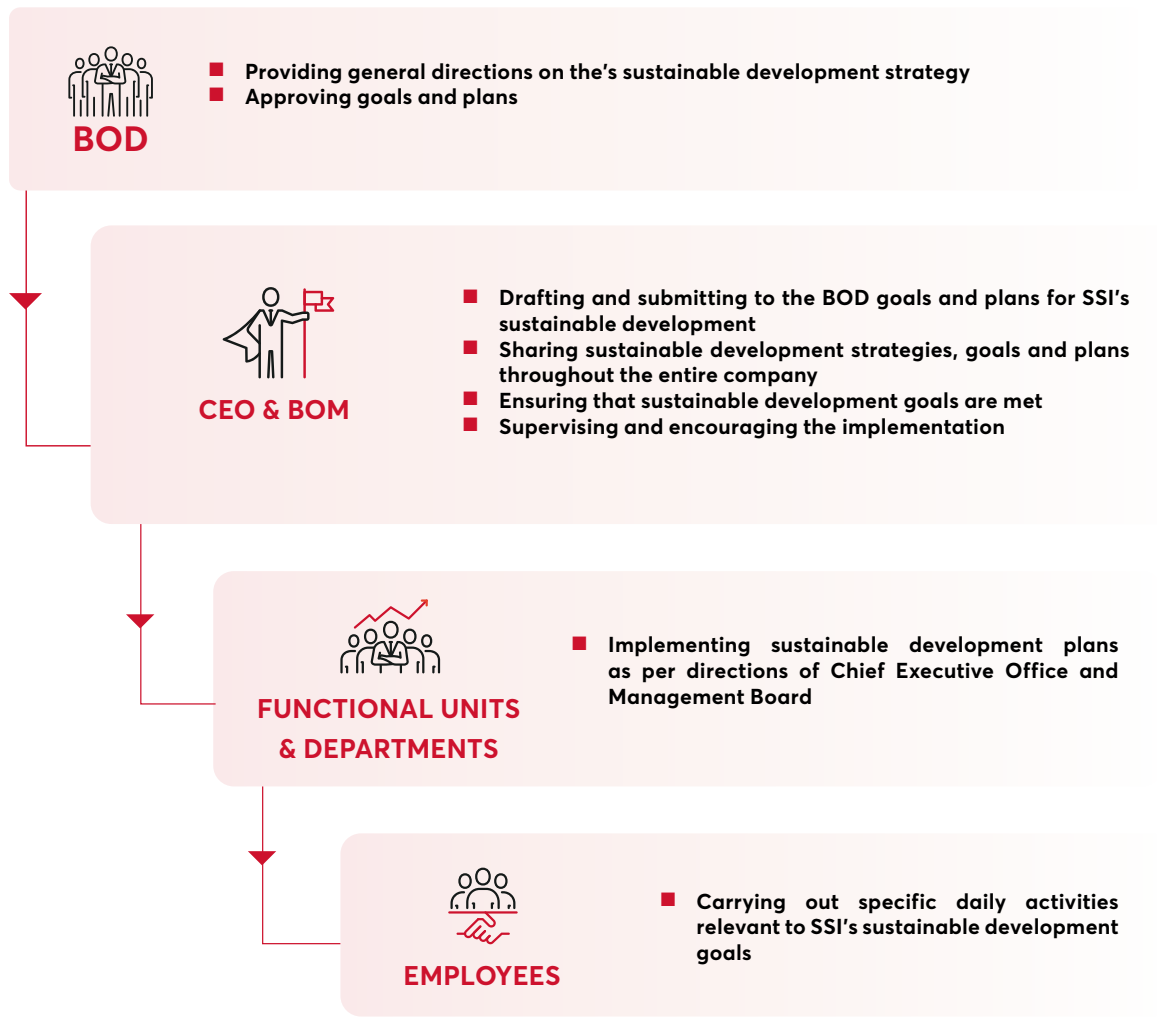 Providing general directions on the's sustainable development strategy
Approving goals and plans
BOD
Drafting and submitting to the BOD goals and plans for SSI's
sustainable development
Sharing sustainable development strategies, goals and plans
throughout the entire company
Ensuring that sustainable development goals are met
Supervising and encouraging the implementation
CEO & BOM
Implementing sustainable development plans
as per directions of Chief Executive Office and
Management Board
FUNCTIONAL UNITS
& DEPARTMENTS
Carrying out specific daily activities
relevant to SSI's sustainable development
goals
EMPLOYEES